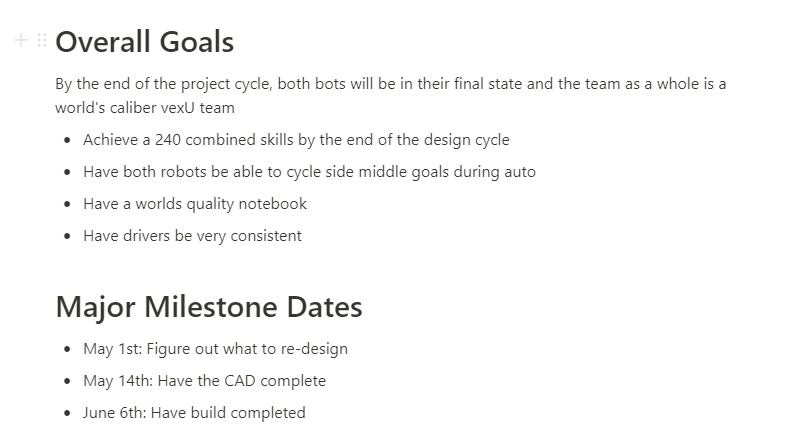 Overall Goals
By the end of the project cycle, both bots will be in their final state and the team as a whole is a
world's caliber vexU team
• Achieve a 240 combined skills by the end of the design cycle
• Have both robots be able to cycle side middle goals during auto
• Have a worlds quality notebook
• Have drivers be very consistent
Major Milestone Dates
• May 1st: Figure out what to re-design
• May 14th: Have the CAD complete
• June 6th: Have build completed